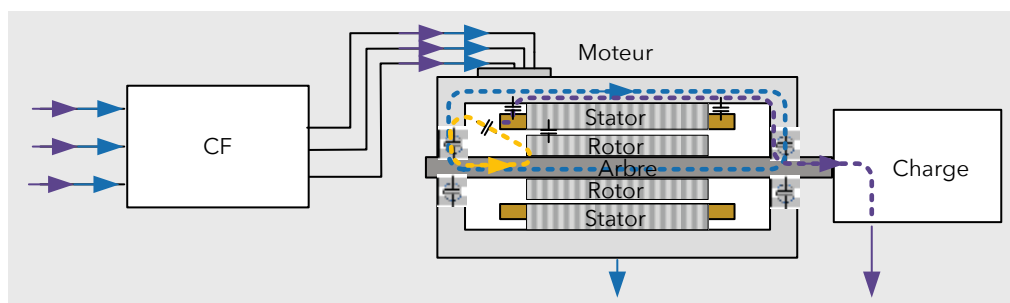 Moteur
CF
Stator
Rotor
Arbre
Rotor
Stator
Charge